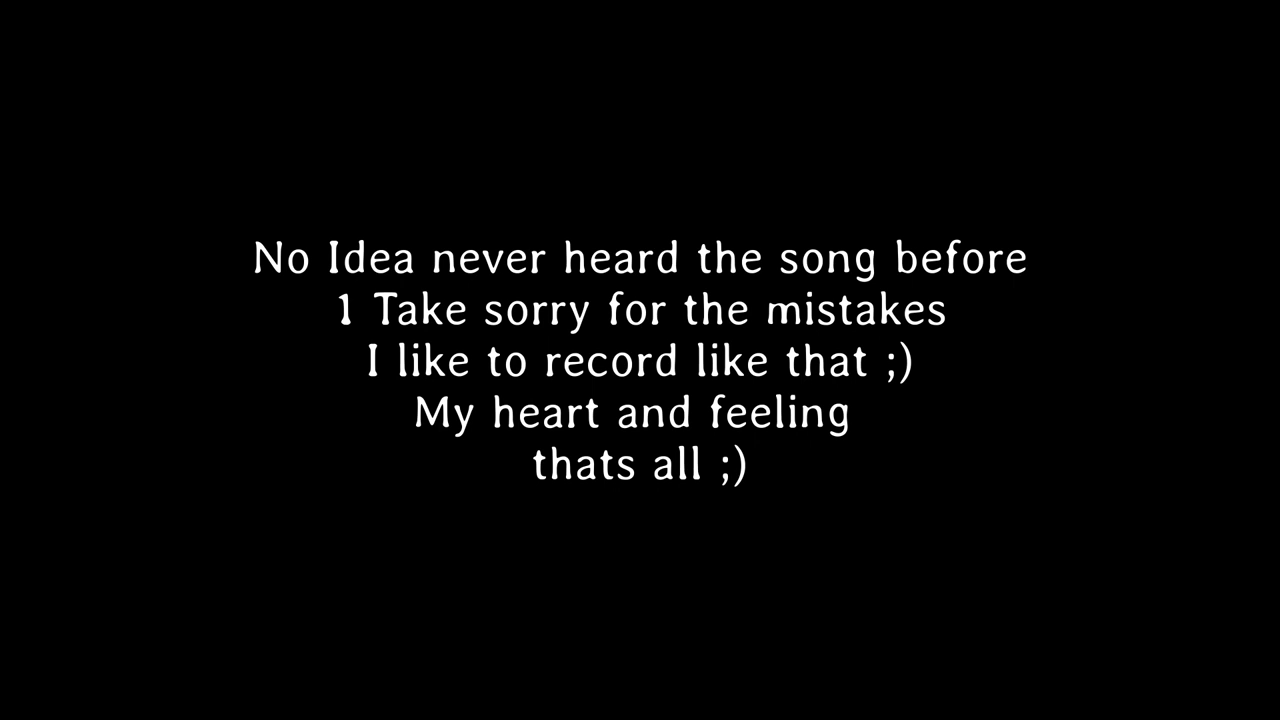 No Idea never heard the song before
1 Take sorry for the mistakes
I like to record like that ;)
My heart and feeling
thats all ;)